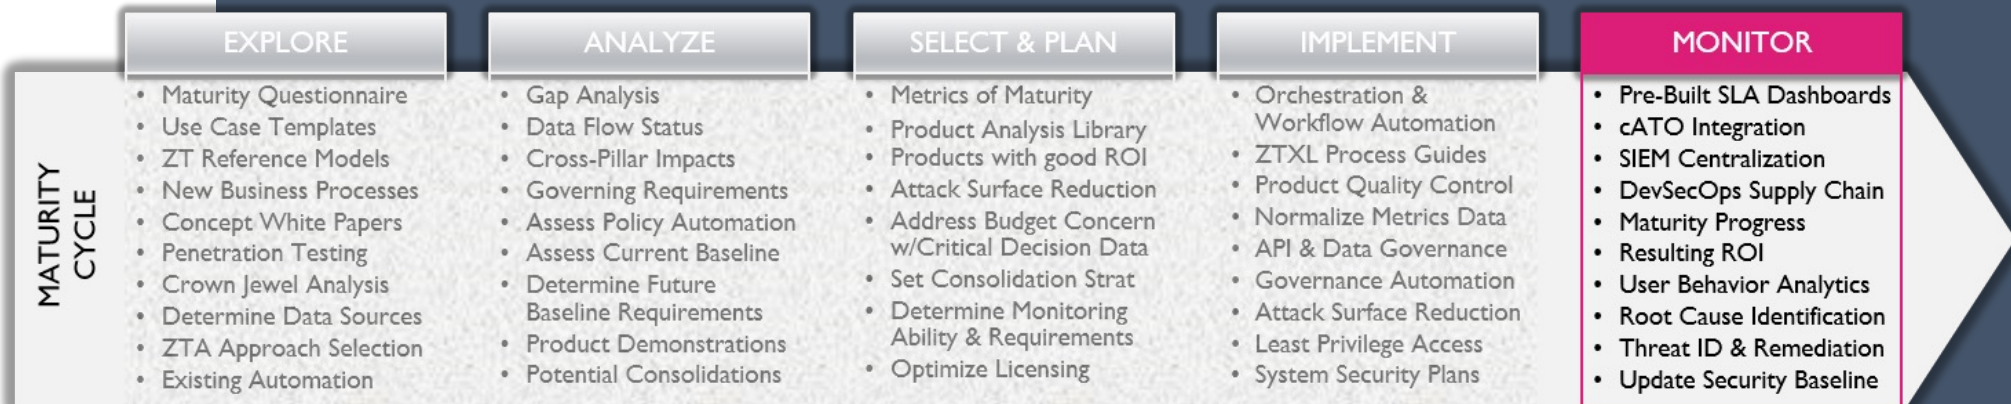 MATURITY
CYCLE
EXPLORE
• Maturity Questionnaire
• Use Case Templates
• ZT Reference Models
• New Business Processes
• Concept White Papers
• Penetration Testing
• Crown Jewel Analysis
• Determine Data Sources
• ZTA Approach Selection
• Existing Automation
ANALYZE
• Gap Analysis
• Data Flow Status
• Cross-Pillar Impacts
• Governing Requirements
• Assess Policy Automation
• Assess Current Baseline
• Determine Future
Baseline Requirements
• Product Demonstrations
• Potential Consolidations
SELECT & PLAN
• Metrics of Maturity
• Product Analysis Library
• Products with good ROI
• Attack Surface Reduction
• Address Budget Concern
w/Critical Decision Data
• Set Consolidation Strat
• Determine Monitoring
Ability & Requirements
• Optimize Licensing
IMPLEMENT
• Orchestration &
Workflow Automation
• ZTXL Process Guides
• Product Quality Control
• Normalize Metrics Data
• API & Data Governance
• Governance Automation
• Attack Surface Reduction
• Least Privilege Access
• System Security Plans
MONITOR
• Pre-Built SLA Dashboards
• cATO Integration
• SIEM Centralization
• DevSecOps Supply Chain
• Maturity Progress
• Resulting ROI
• User Behavior Analytics
• Root Cause Identification
• Threat ID & Remediation
• Update Security Baseline